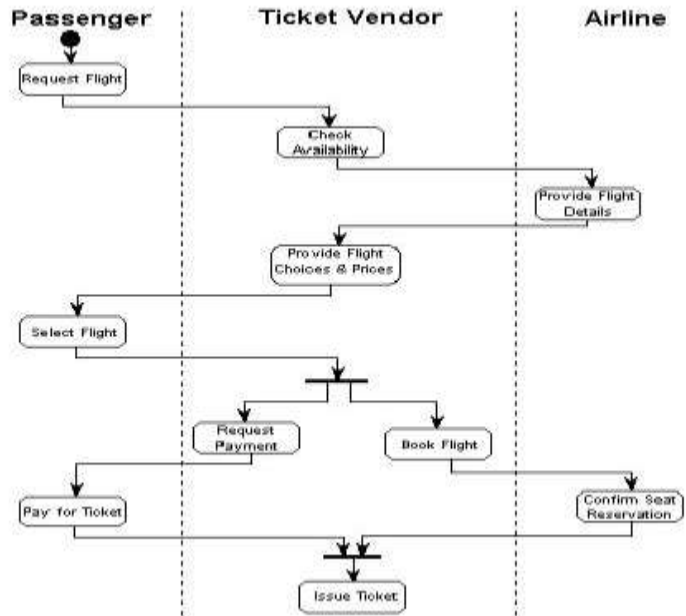 Passenger
Ticket Vendor
Airline
Request Flight
Check
Availability
Provide Flight
Details
Provide Flight
Choices & Prices
Select Flight
Request
Payment
Book Flight
Pay for Ticket
Confirm Seat
Reservation
Issue Ticket